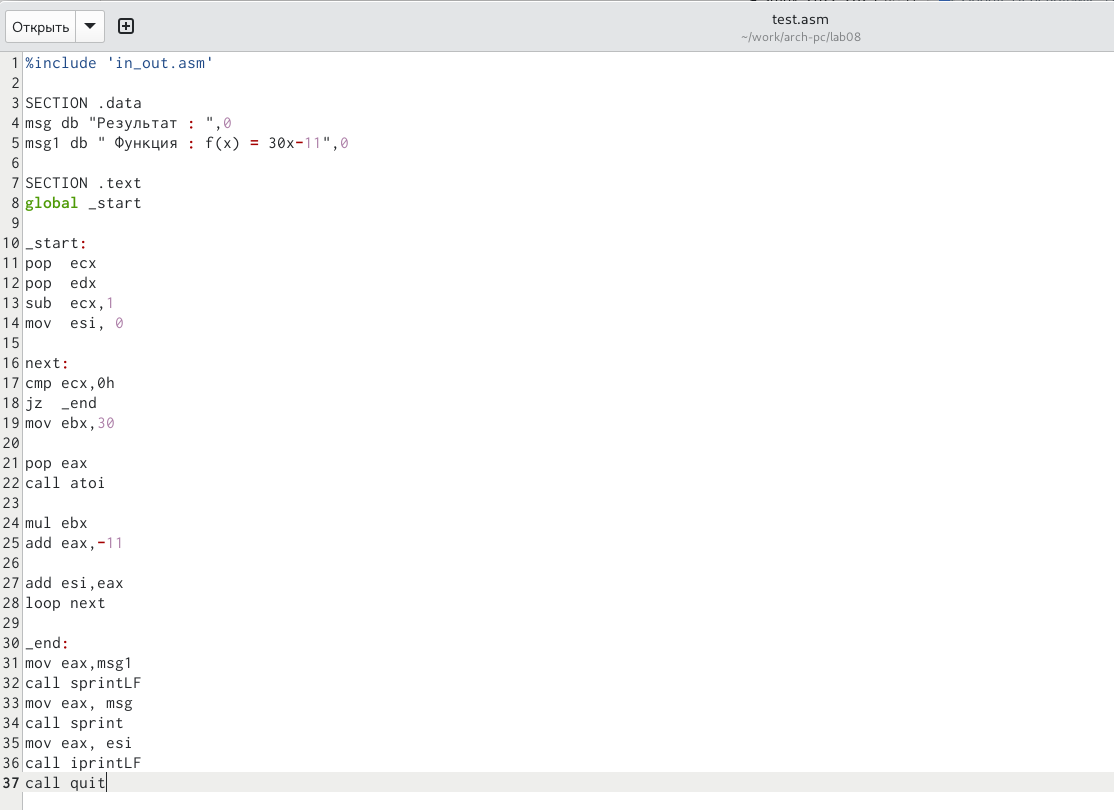 Открыть
test.asm
~/work/arch-pc/lab08
1 %include 'in_out.asm'
2
3 SECTION .data
4 msg db "Результат : ",0
5 msg1 db " Функция : f(x) = 30x-11",0
6
7 SECTION .text
8 global _start
9
10 _start:
11 pop  ecx
12 pop  edx
13 sub  ecx,1
14 mov  esi, 0
15
16 next:
17 cmp ecx,0h
18 jz  _end
19 mov ebx,30
20
21 pop eax
22 call atoi
23
24 mul ebx
25 add eax,-11
26
27 add esi,eax
28 loop next
29
30 _end:
31 mov eax,msg1
32 call sprintLF
33 mov eax, msg
34 call sprint
35 mov eax, esi
36 call iprintLF
37 call quit